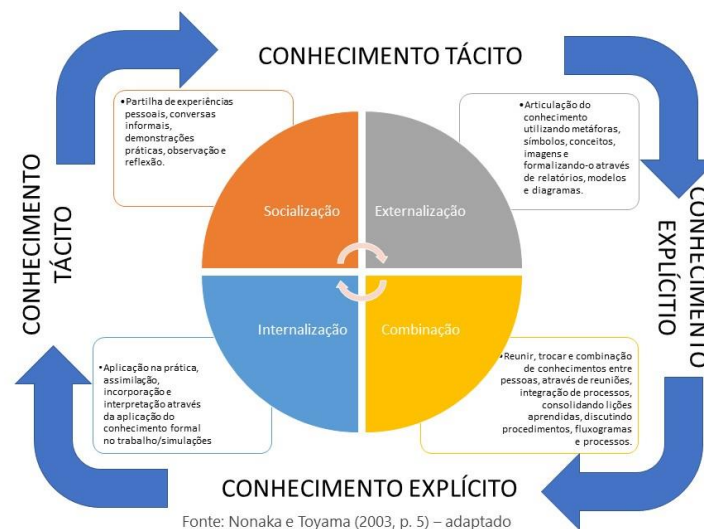 CONHECIMENTO TÁCITO
•Partilha de experiências
pessoais, conversas
informais,
demonstrações
práticas, observação e
reflexão.
•Articulação do
conhecimento
utilizando metáforas,
símbolos, conceitos,
imagens e
formalizando-o através
de relatórios, modelos
e diagramas.
Socialização
Externalização
CONHECIMENTO
TÁCITO
CONHECIMENTO
EXPLÍCITIO
Internalização
Combinação
•Aplicação na prática,
assimilação,
incorporação e
interpretação através
da aplicação do
conhecimento formal
no trabalho/simulações
•Reunir, trocar e combinação
de conhecimentos entre
pessoas, através de reuniões,
integração de processos,
consolidando lições
aprendidas, discutindo
procedimentos, fluxogramas
e processos.
CONHECIMENTO EXPLÍCITO
Fonte: Nonaka e Toyama (2003, p. 5) – adaptado